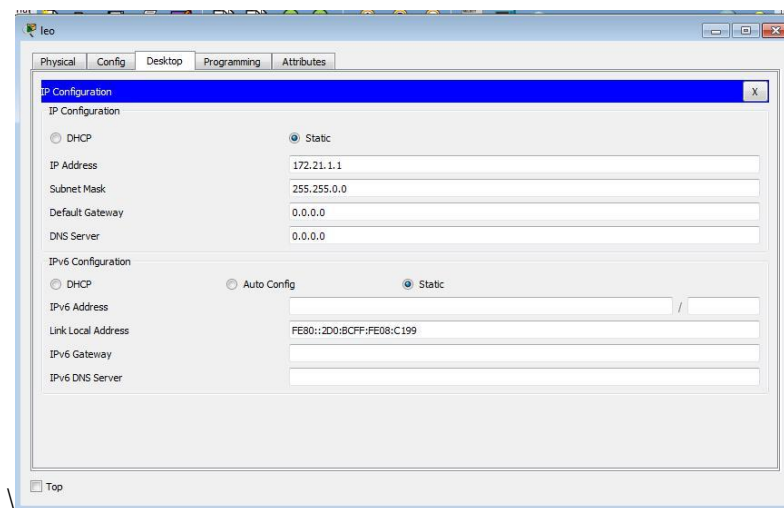 leo
Physical Config Desktop Programming Attributes
IP Configuration X
IP Configuration
DHCP Static
IP Address 172.21.1.1
Subnet Mask 255.255.0.0
Default Gateway 0.0.0.0
DNS Server 0.0.0.0
IPv6 Configuration
DHCP Auto Config Static
IPv6 Address /
Link Local Address FE80::2D0:BCFF:FE08:C199
IPv6 Gateway
IPv6 DNS Server
\ Top